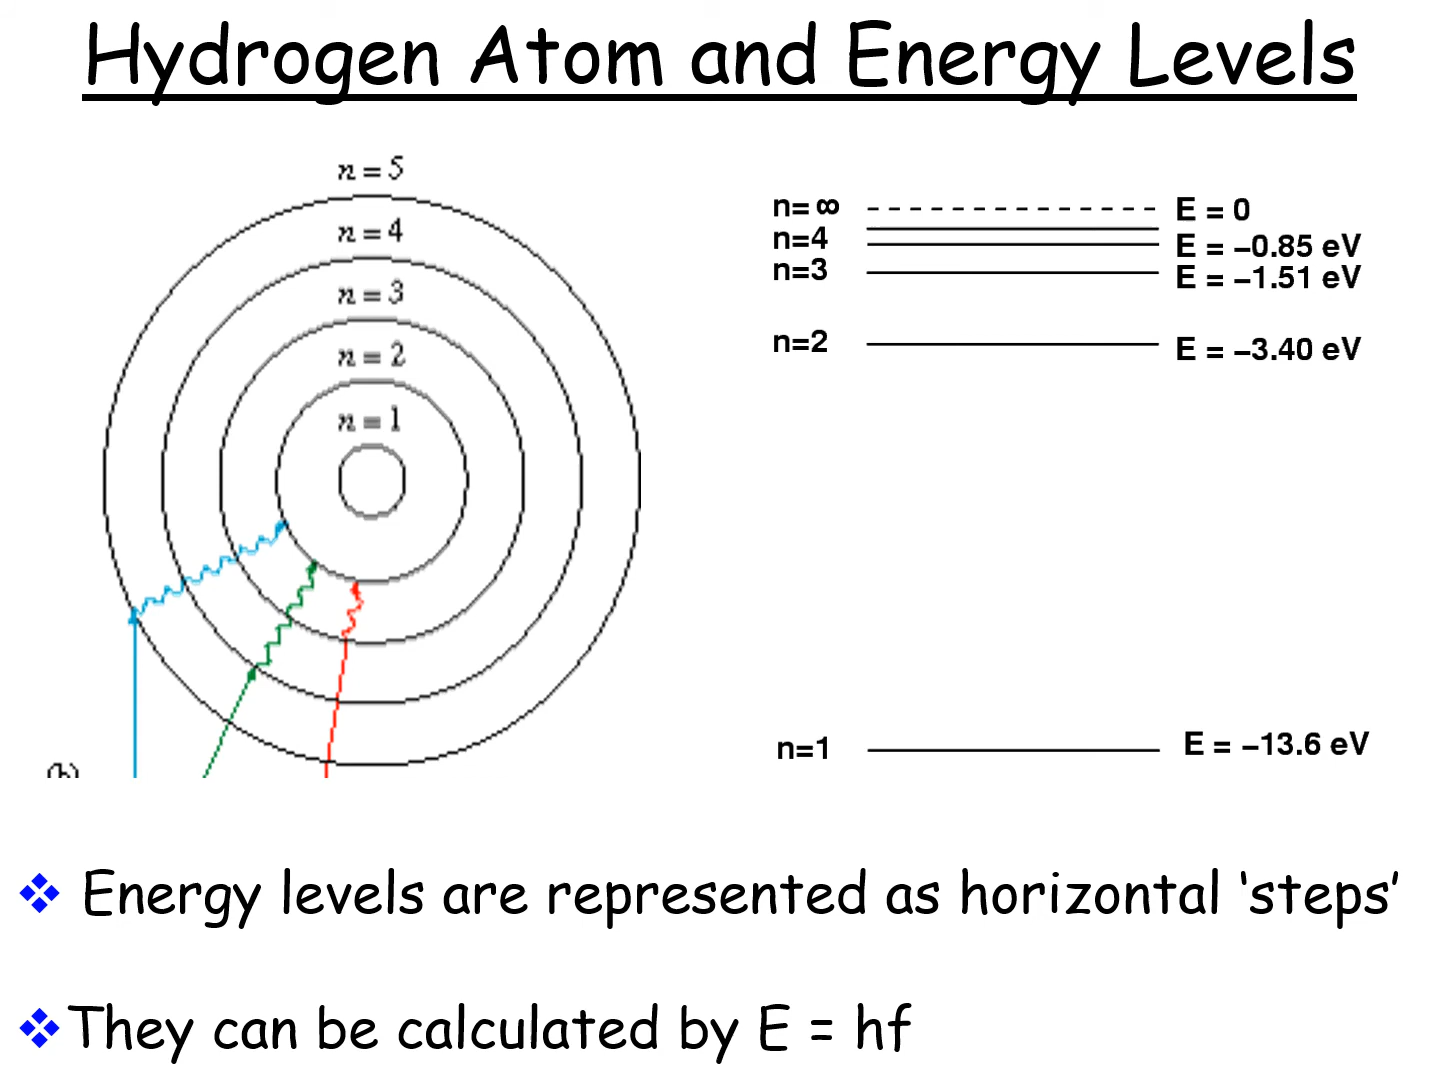 Hydrogen Atom and Energy Levels
n = 5
n = 4
n = 3
n = 2
n = 1
(b)
n=∞ E = 0
n=4 E = −0.85 eV
n=3 E = −1.51 eV
n=2 E = −3.40 eV
n=1 E = −13.6 eV
❖ Energy levels are represented as horizontal ‘steps’
❖ They can be calculated by E = hf